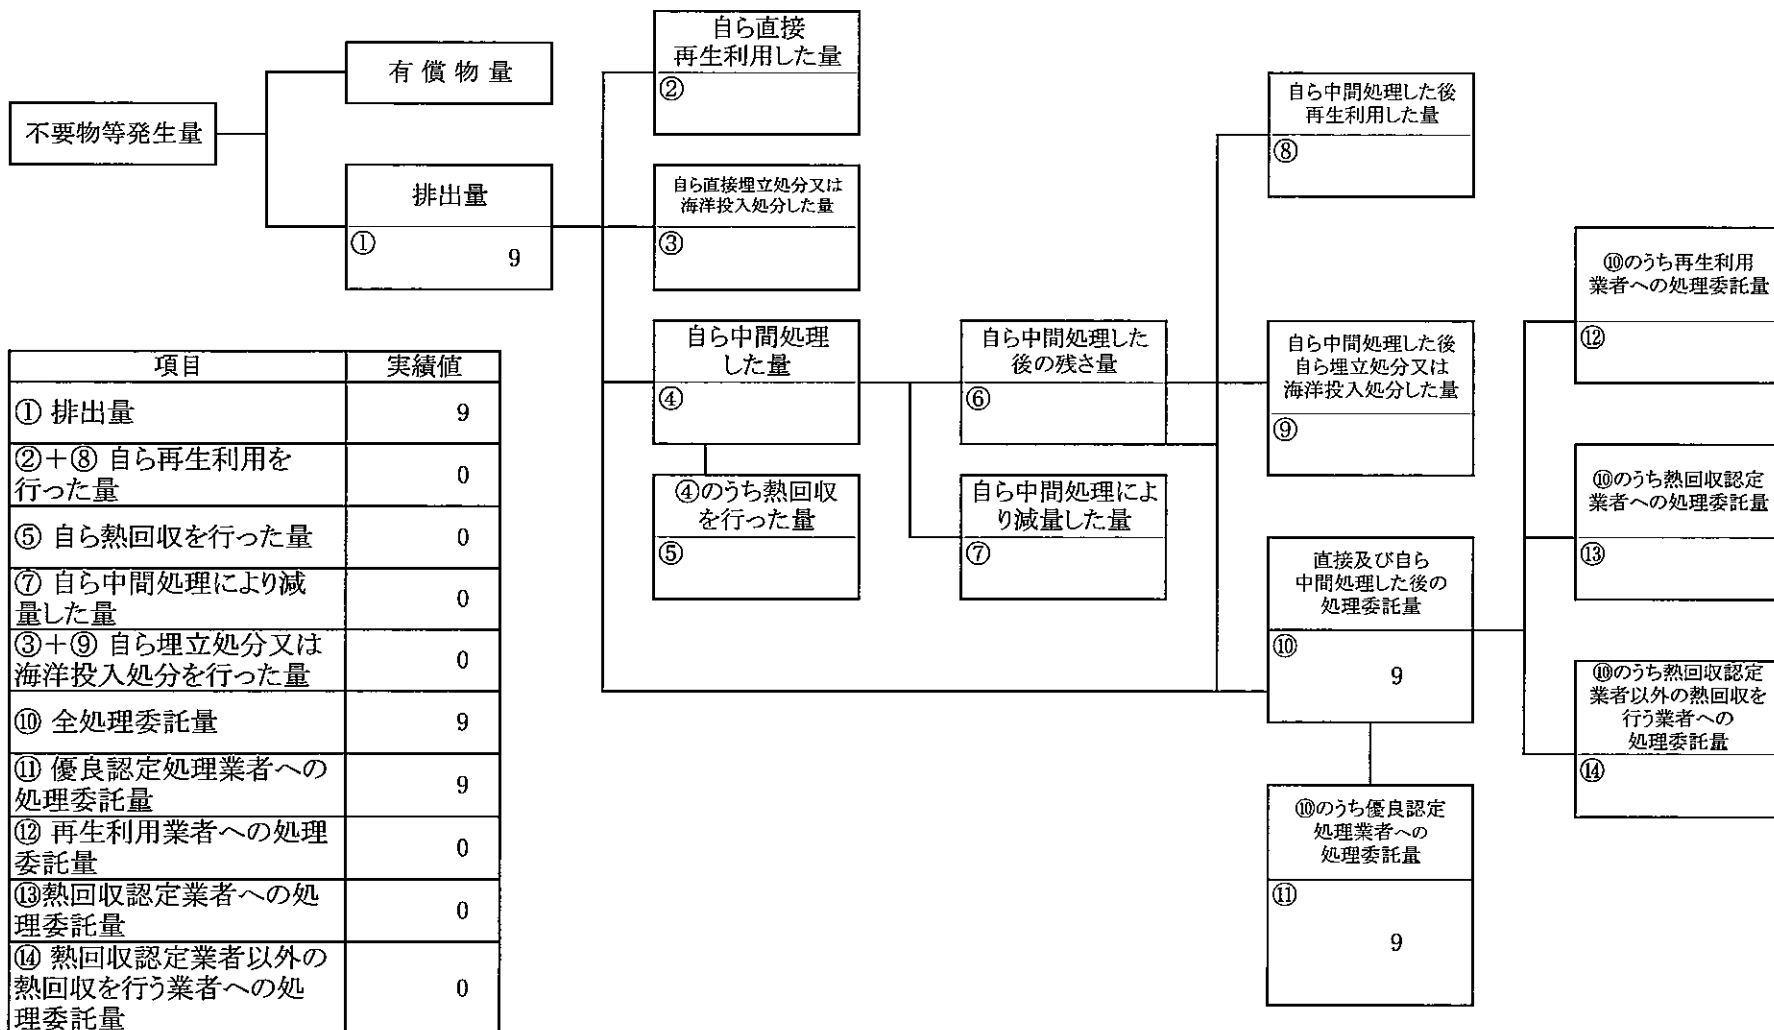 不要物等発生量
有償物量
排出量
①
9
自ら直接
再生利用した量
②
自ら直接埋立処分又は
海洋投入処分した量
③
自ら中間処理
した量
④
④のうち熱回収
を行った量
⑤
自ら中間処理した
後の残さ量
⑥
自ら中間処理によ
り減量した量
⑦
自ら中間処理した後
再生利用した量
⑧
自ら中間処理した後
自ら埋立処分又は
海洋投入処分した量
⑨
直接及び自ら
中間処理した後の
処理委託量
⑩
9
⑩のうち優良認定
処理業者への
処理委託量
⑪
9
⑩のうち再生利用
業者への処理委託量
⑫
⑩のうち熱回収認定
業者への処理委託量
⑬
⑩のうち熱回収認定
業者以外の熱回収を
行う業者への
処理委託量
⑭
項目 実績値
① 排出量 9
②+⑧ 自ら再生利用を
行った量 0
⑤ 自ら熱回収を行った量 0
⑦ 自ら中間処理により減
量した量 0
③+⑨ 自ら埋立処分又は
海洋投入処分を行った量 0
⑩ 全処理委託量 9
⑪ 優良認定処理業者への
処理委託量 9
⑫ 再生利用業者への処理
委託量 0
⑬熱回収認定業者への処
理委託量 0
⑭ 熱回収認定業者以外の
熱回収を行う業者への処
理委託量 0